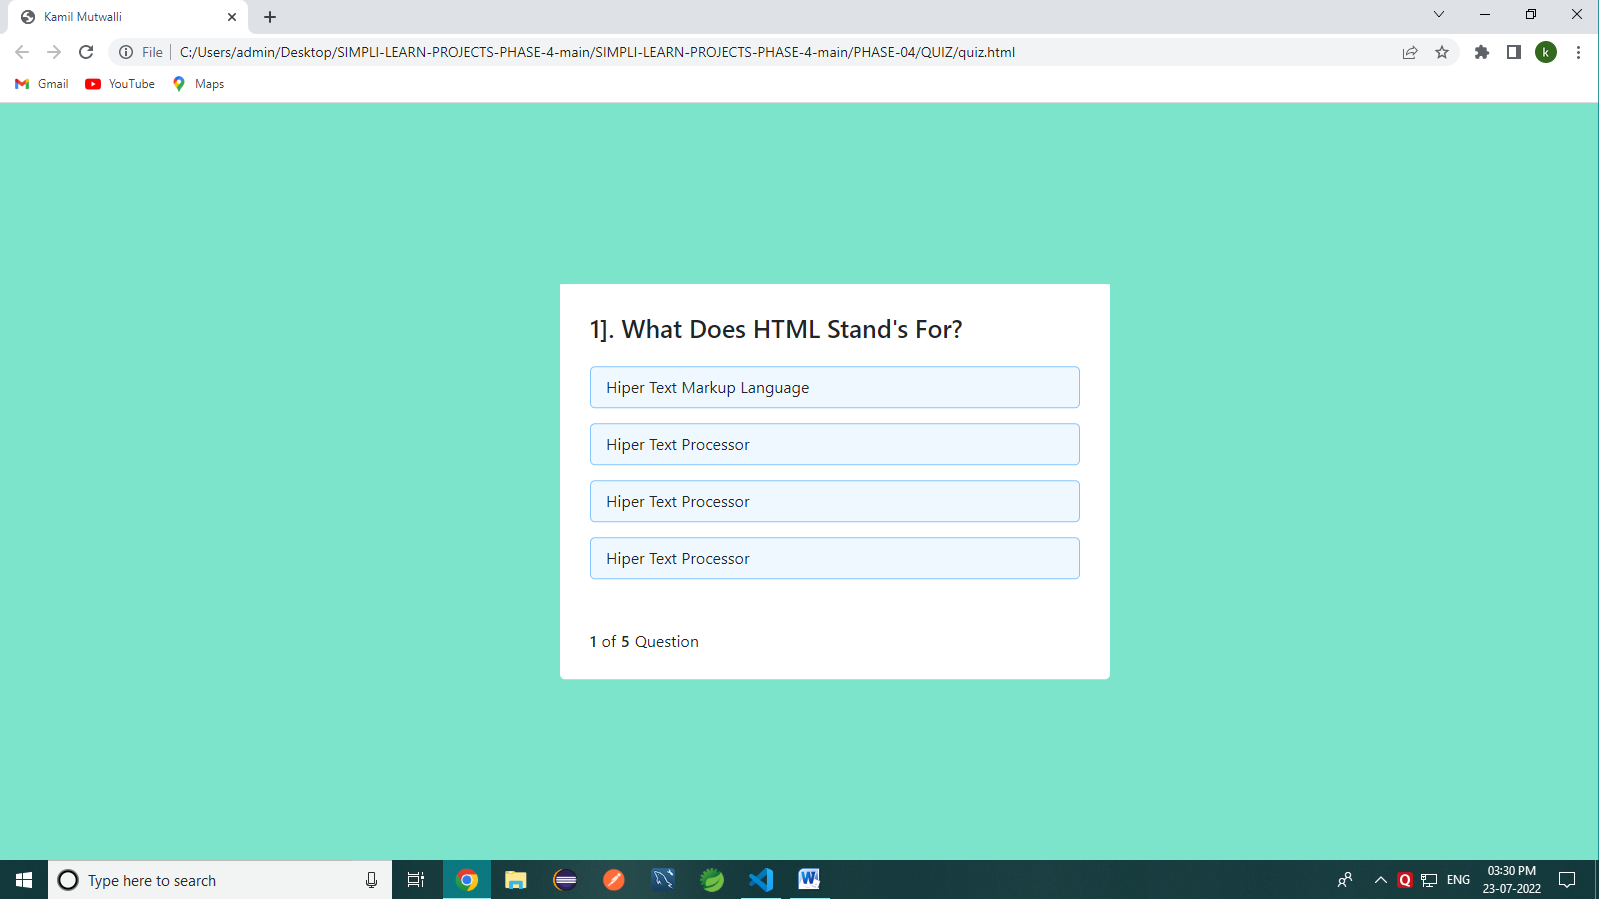 Kamil Mutwalli
File C:/Users/admin/Desktop/SIMPLI-LEARN-PROJECTS-PHASE-4-main/SIMPLI-LEARN-PROJECTS-PHASE-4-main/PHASE-04/QUIZ/quiz.html
k
Gmail YouTube Maps
1]. What Does HTML Stand's For?
Hiper Text Markup Language
Hiper Text Processor
Hiper Text Processor
Hiper Text Processor
1 of 5 Question
Type here to search
ENG
03:30 PM
23-07-2022